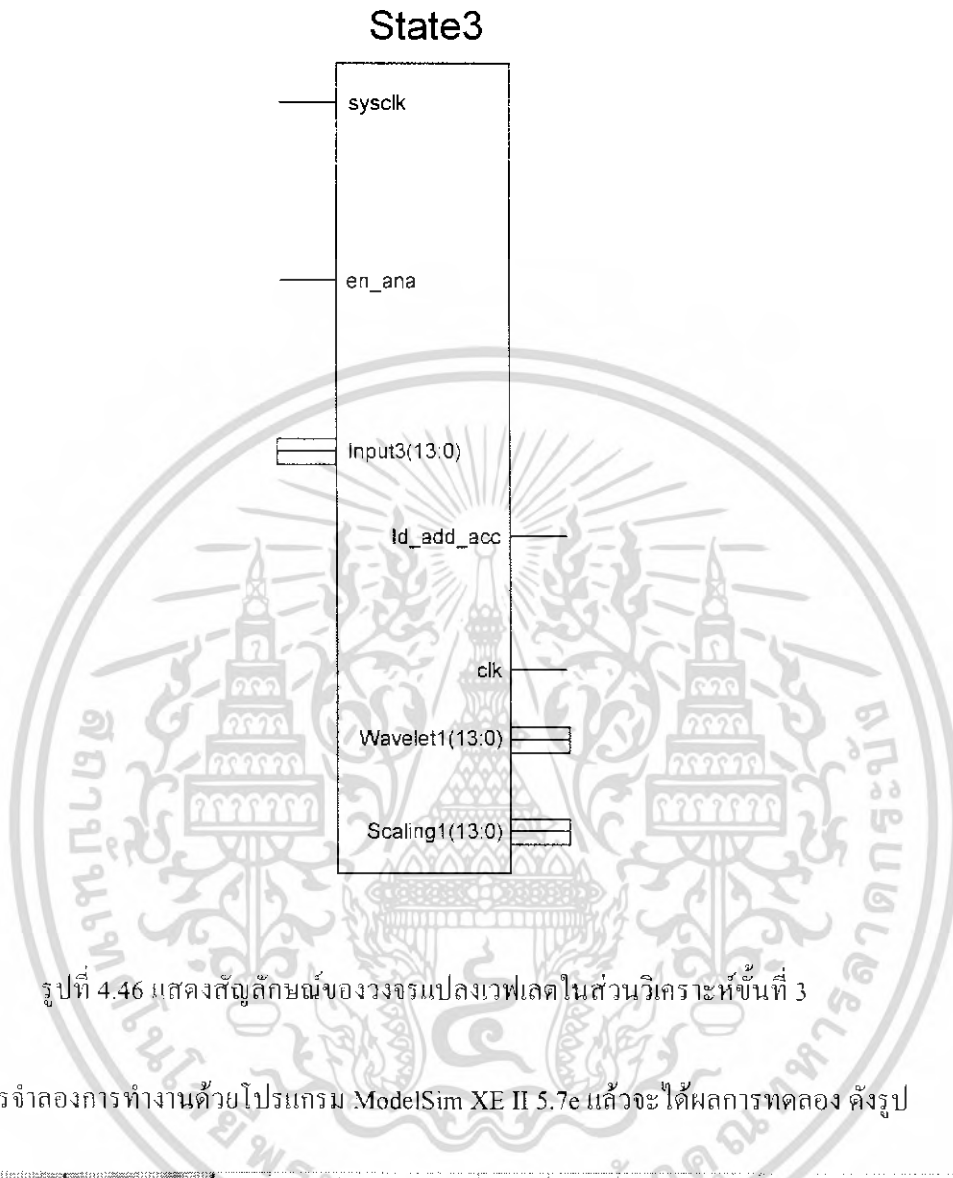 State3
sysclk
en_ana
Input3(13:0)
ld_add_acc
clk
Wavelet1(13:0)
Scaling1(13:0)
รูปที่ 4.46 แสดงสัญลักษณ์ของวงจรแปลงเวฟเลตในส่วนวิเคราะห์ขั้นที่ 3
รจำลองการทำงานด้วยโปรแกรม ModelSim XE II 5.7e แล้วจะได้ผลการทดลอง ดังรูป